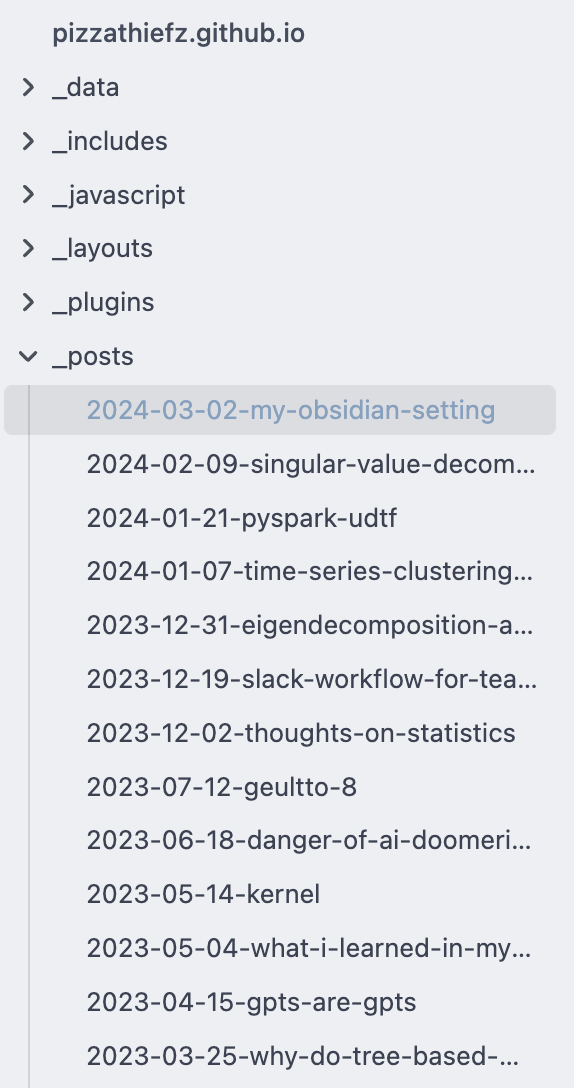 pizzathiefz.github.io
_data
_includes
_javascript
_layouts
_plugins
_posts
2024-03-02-my-obsidian-setting
2024-02-09-singular-value-decom...
2024-01-21-pyspark-udtf
2024-01-07-time-series-clustering...
2023-12-31-eigendecomposition-a...
2023-12-19-slack-workflow-for-tea...
2023-12-02-thoughts-on-statistics
2023-07-12-geultto-8
2023-06-18-danger-of-ai-doomeri...
2023-05-14-kernel
2023-05-04-what-i-learned-in-my...
2023-04-15-gpts-are-gpts
2023-03-25-why-do-tree-based-...